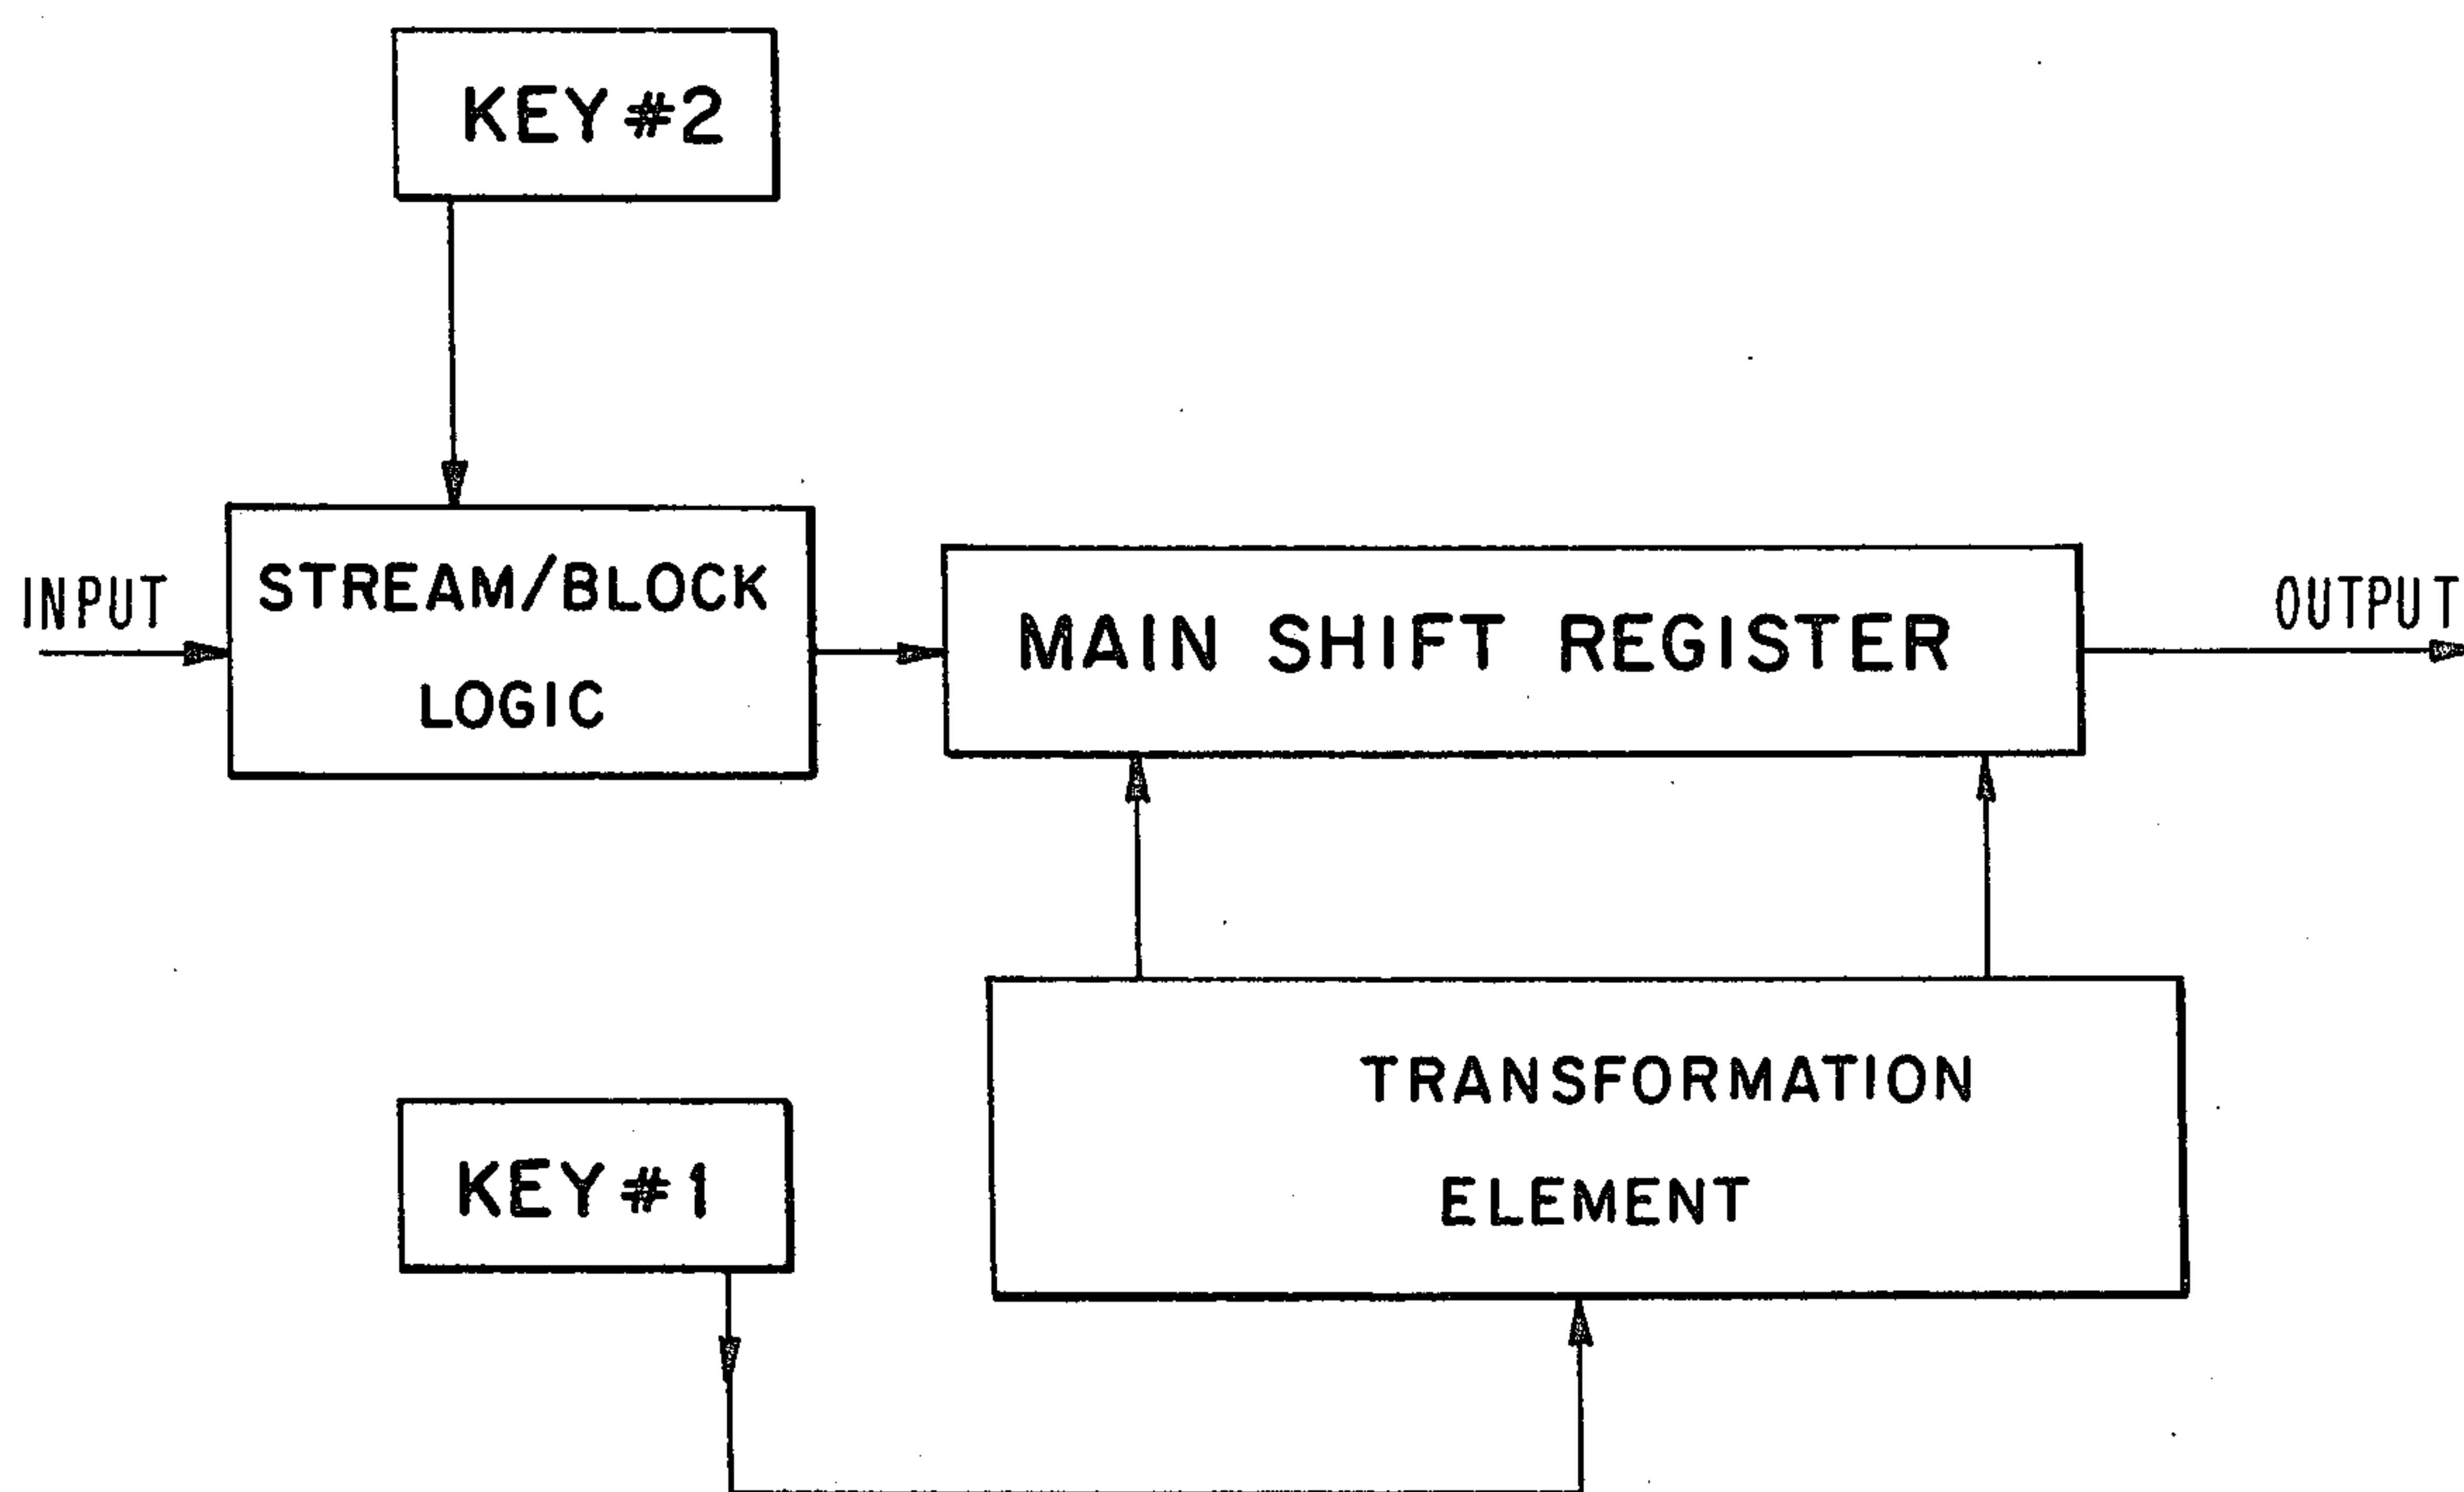 KEY#2
INPUT
STREAM/BLOCK
LOGIC
MAIN SHIFT REGISTER
OUTPUT
TRANSFORMATION
ELEMENT
KEY#1